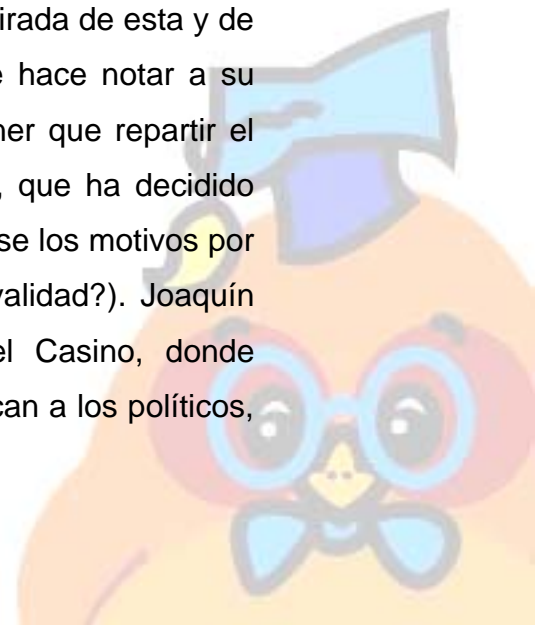 irada de esta y de
hace notar a su
ner que repartir el
, que ha decidido
se los motivos por
validad?). Joaquín
el Casino, donde
can a los políticos,